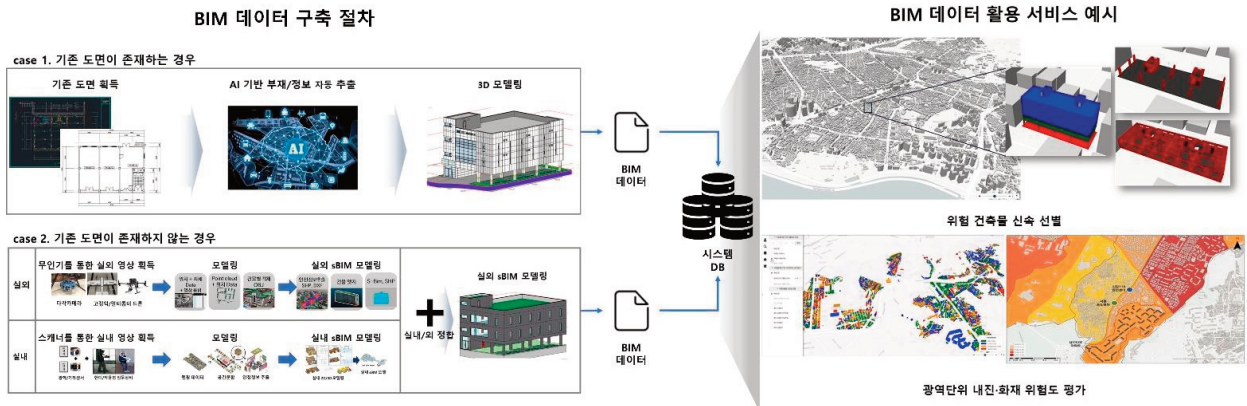 BIM 데이터 구축 절차
case 1. 기존 도면이 존재하는 경우
기존 도면 획득
AI 기반 부재/정보 자동 추출
3D 모델링
AI
BIM
데이터
case 2. 기존 도면이 존재하지 않는 경우
실외
무인기를 통한 실외 영상 획득
모델링
실외 sBIM 모델링
다각카메라
Point cloud
실내
스캐너를 통한 실내 영상 획득
모델링
실내 sBIM 모델링
실내/외 정합
실외 sBIM 모델링
BIM
데이터
시스템
DB
BIM 데이터 활용 서비스 예시
위험 건축물 신속 선별
광역단위 내진·화재 위험도 평가